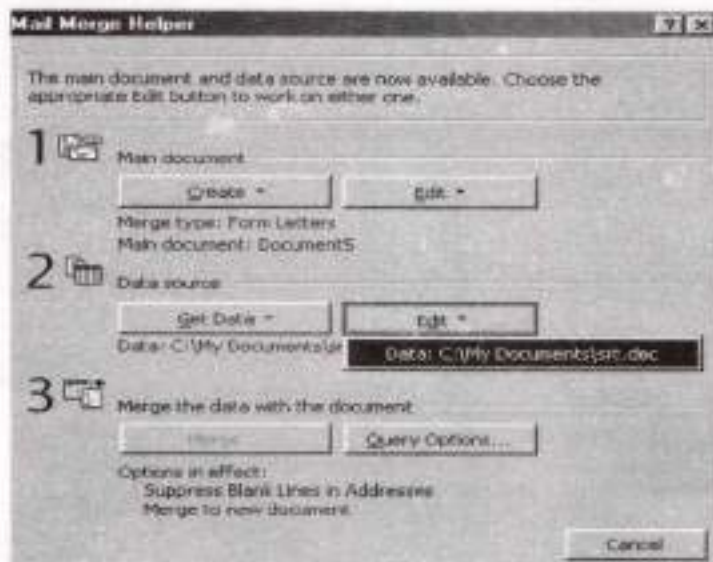 Mail Merge Helper
The main document and data source are now available. Choose the
appropriate Edit button to work on either one.
1
Main document
Create Edit
Merge type: Form Letters
Main document: Document5
2
Data source
Get Data Edit
Data: C:\My Documents\sr
Data: C:\My Documents\src.doc
3
Merge the data with the document
Merge Query Options...
Options in effect:
Suppress Blank Lines in Addresses
Merge to new document
Cancel